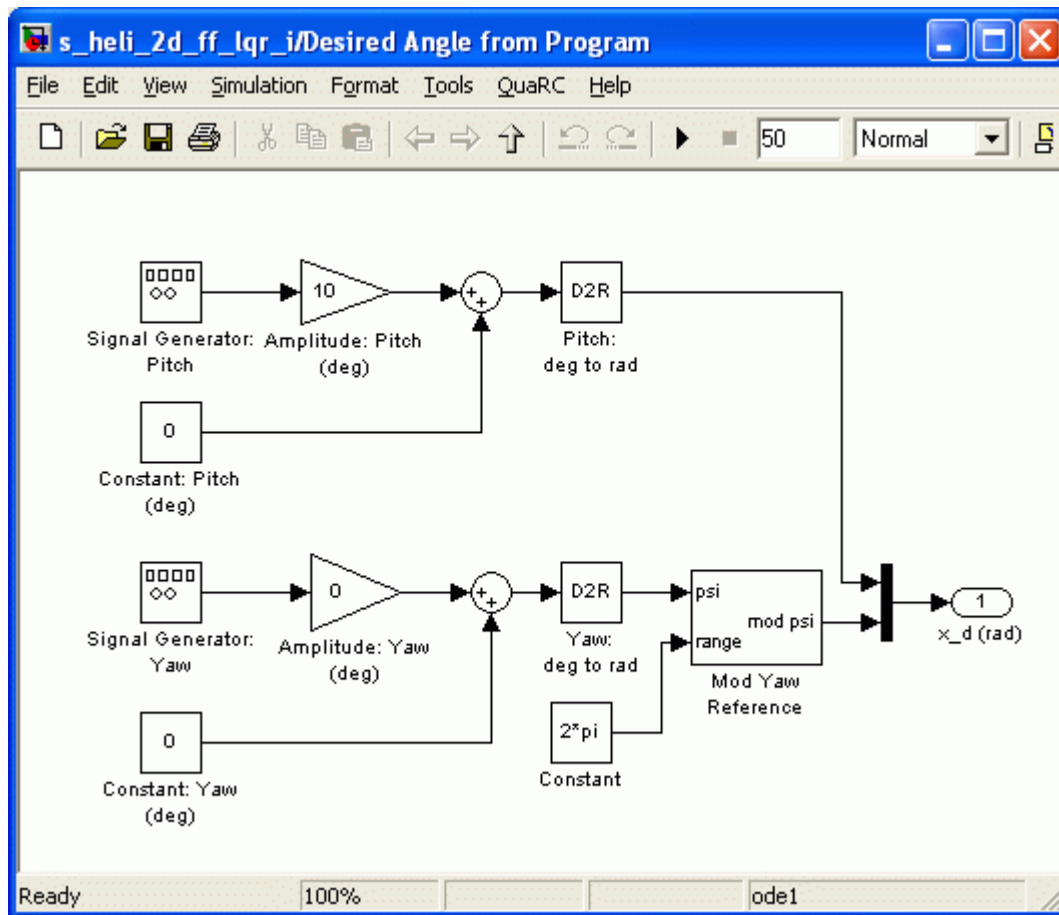 s_heli_2d_ff_lqr_i/Desired Angle from Program
File Edit View Simulation Format Tools QuaRC Help
50 Normal
10
D2R
Signal Generator:
Pitch
Amplitude: Pitch
(deg)
Pitch:
deg to rad
0
Constant: Pitch
(deg)
0
D2R
psi
range
mod psi
1
x_d (rad)
Signal Generator:
Yaw
Amplitude: Yaw
(deg)
Yaw:
deg to rad
Mod Yaw
Reference
0
2*pi
Constant
Constant: Yaw
(deg)
Ready 100% ode1